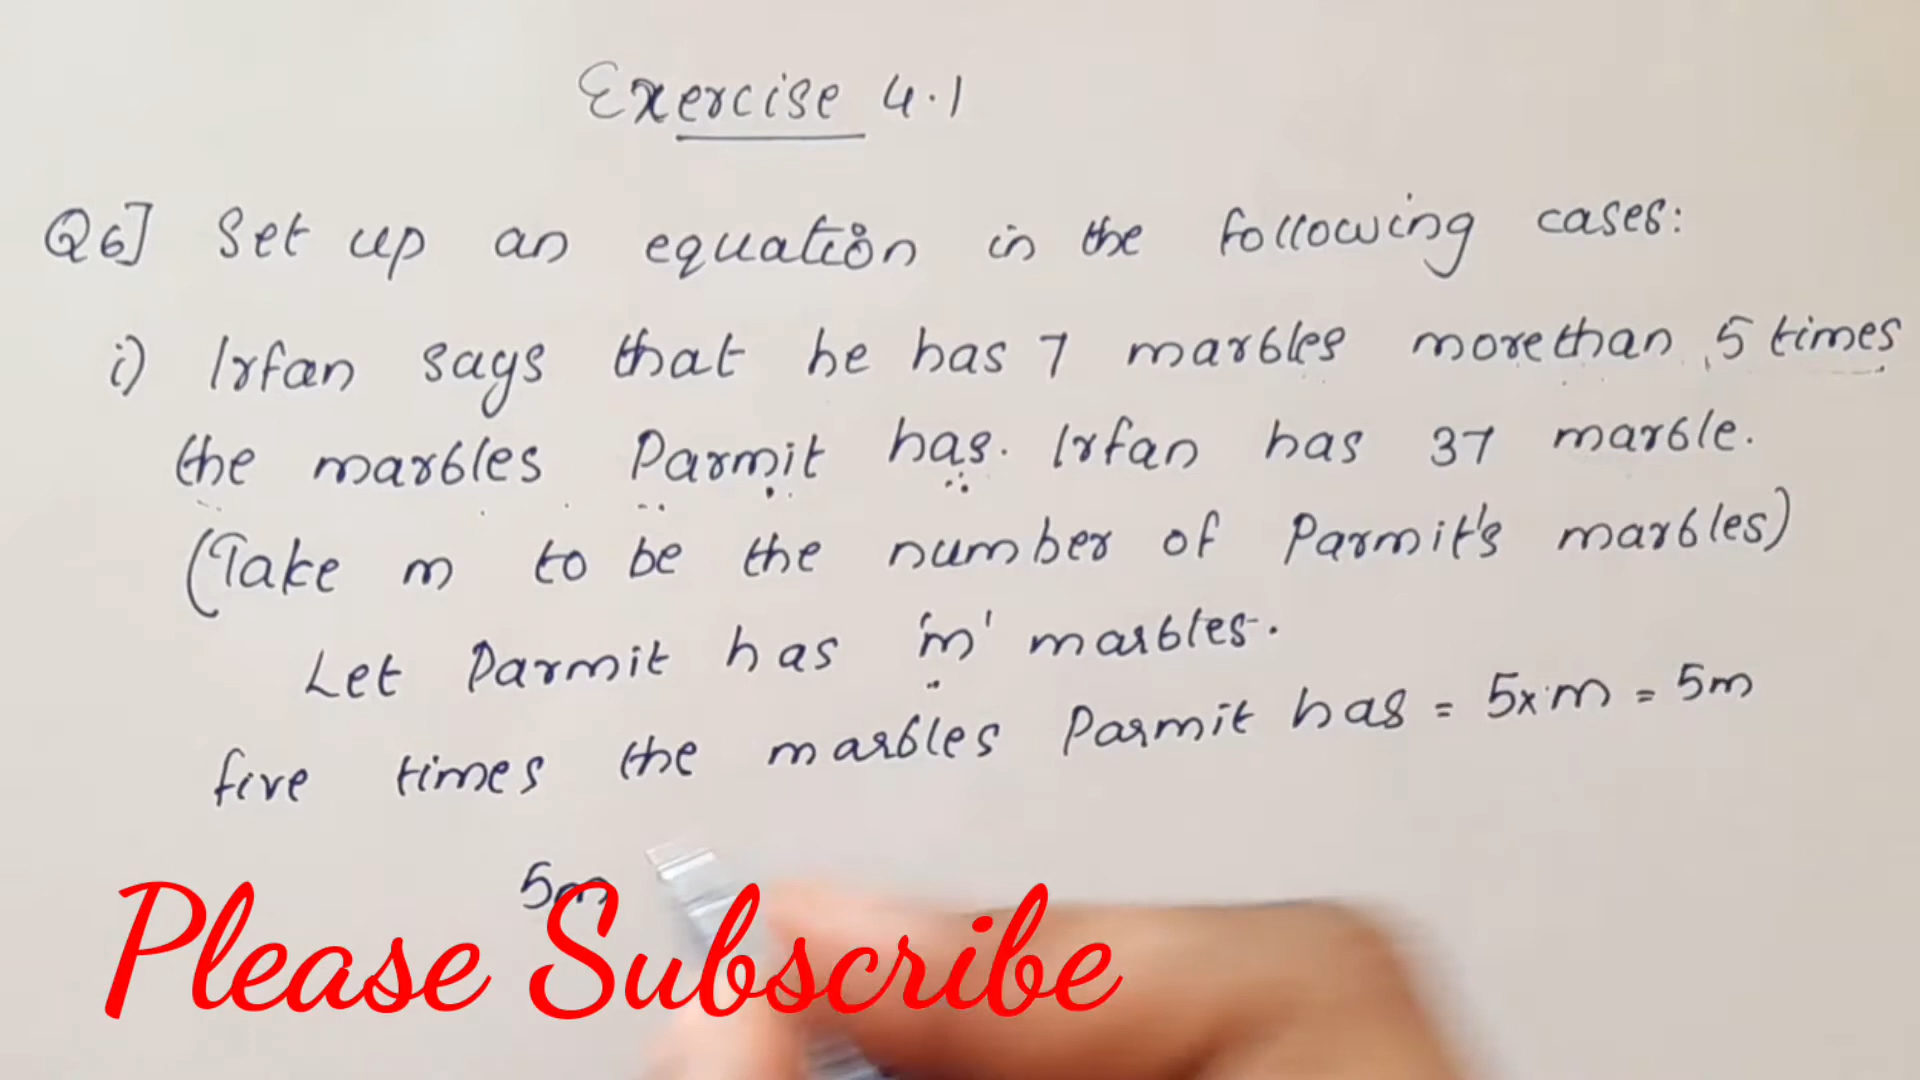 Exercise 4.1
Q6] Set up an equation in the following cases:
i) Irfan says that he has 7 marbles more than 5 times
the marbles Parmit has. Irfan has 37 marble.
(Take m to be the number of Parmit's marbles)
Let Parmit has 'm' marbles.
five times the marbles Parmit has = 5×m = 5m
5m
Please Subscribe